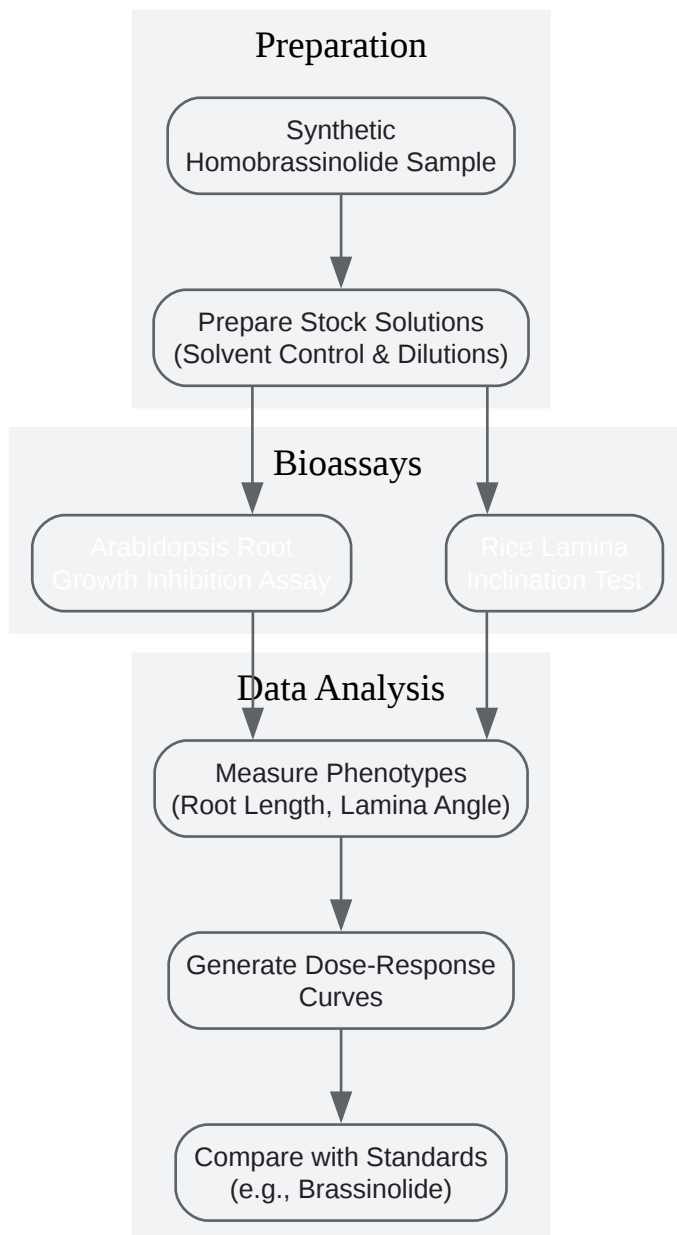 Preparation
Synthetic
Homobrassinolide Sample
Prepare Stock Solutions
(Solvent Control & Dilutions)
Bioassays
Arabidopsis Root
Growth Inhibition Assay
Rice Lamina
Inclination Test
Data Analysis
Measure Phenotypes
(Root Length, Lamina Angle)
Generate Dose-Response
Curves
Compare with Standards
(e.g., Brassinolide)